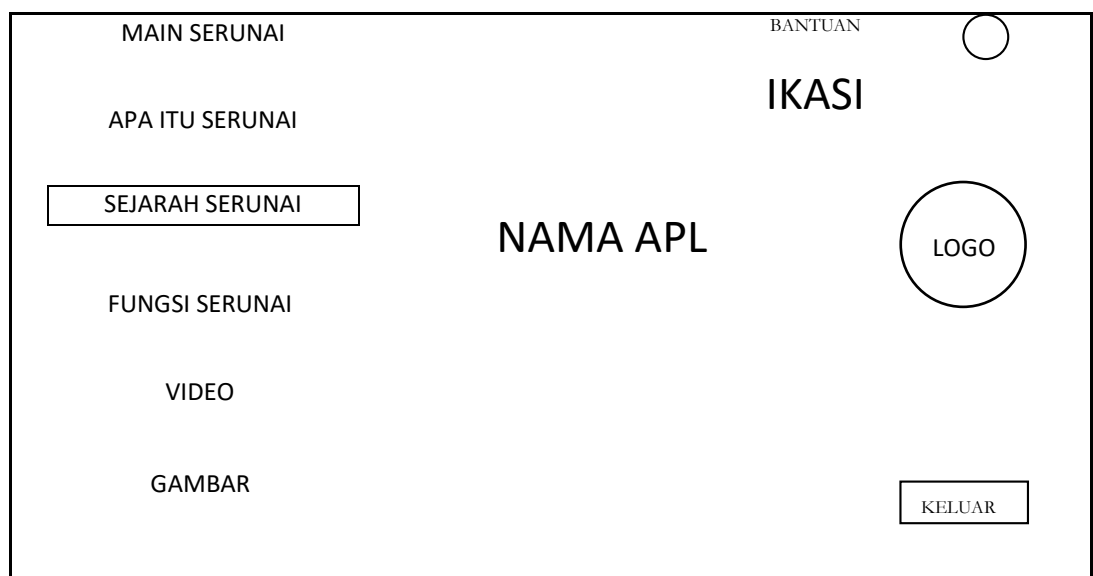 MAIN SERUNAI
APA ITU SERUNAI
SEJARAH SERUNAI
FUNGSI SERUNAI
VIDEO
GAMBAR
BANTUAN
IKASI
NAMA APL
LOGO
KELUAR